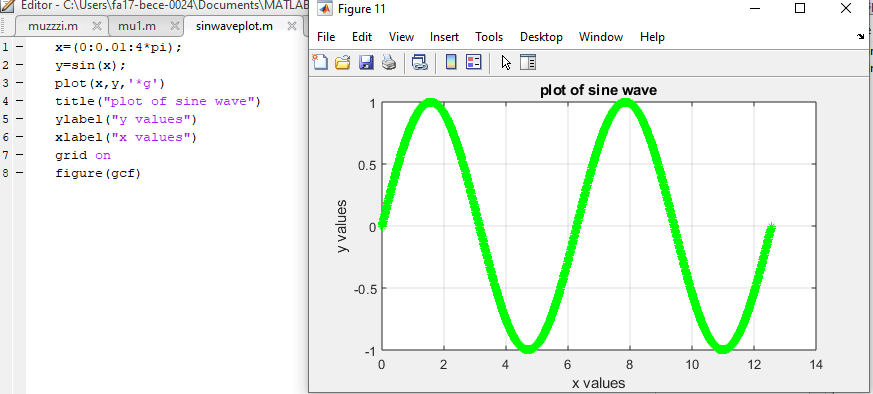 Editor - C:\Users\fa17-bece-0024\Documents\MATLAB
muzzzi.m mu1.m sinwaveplot.m
1 - x=(0:0.01:4*pi);
2 - y=sin(x);
3 - plot(x,y,'*g')
4 - title("plot of sine wave")
5 - ylabel("y values")
6 - xlabel("x values")
7 - grid on
8 - figure(gcf)
Figure 11
File Edit View Insert Tools Desktop Window Help
plot of sine wave
1
0.5
0
-0.5
-1
y values
0 2 4 6 8 10 12 14
x values